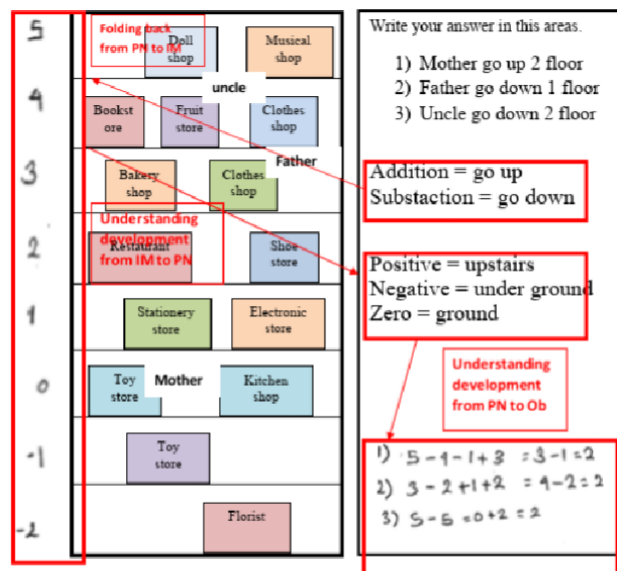 5
Folding back
from PN to IM
Doll
shop
Musical
shop
uncle
4
Bookst
ore
Fruit
store
Clothes
shop
Father
3
Bakery
shop
Clothes
shop
Understanding
development
from IM to PN
2
Restaurant
Shoe
store
1
Stationery
store
Electronic
store
0
Toy
store
Mother
Kitchen
shop
-1
Toy
store
-2
Florist
Write your answer in this areas.
1) Mother go up 2 floor
2) Father go down 1 floor
3) Uncle go down 2 floor
Addition = go up
Substaction = go down
Positive = upstairs
Negative = under ground
Zero = ground
Understanding
development
from PN to Ob
1) 5-4-1+3 =3-1=2
2) 3-2+1+2 =4-2=2
3) 5-5=0+2=2